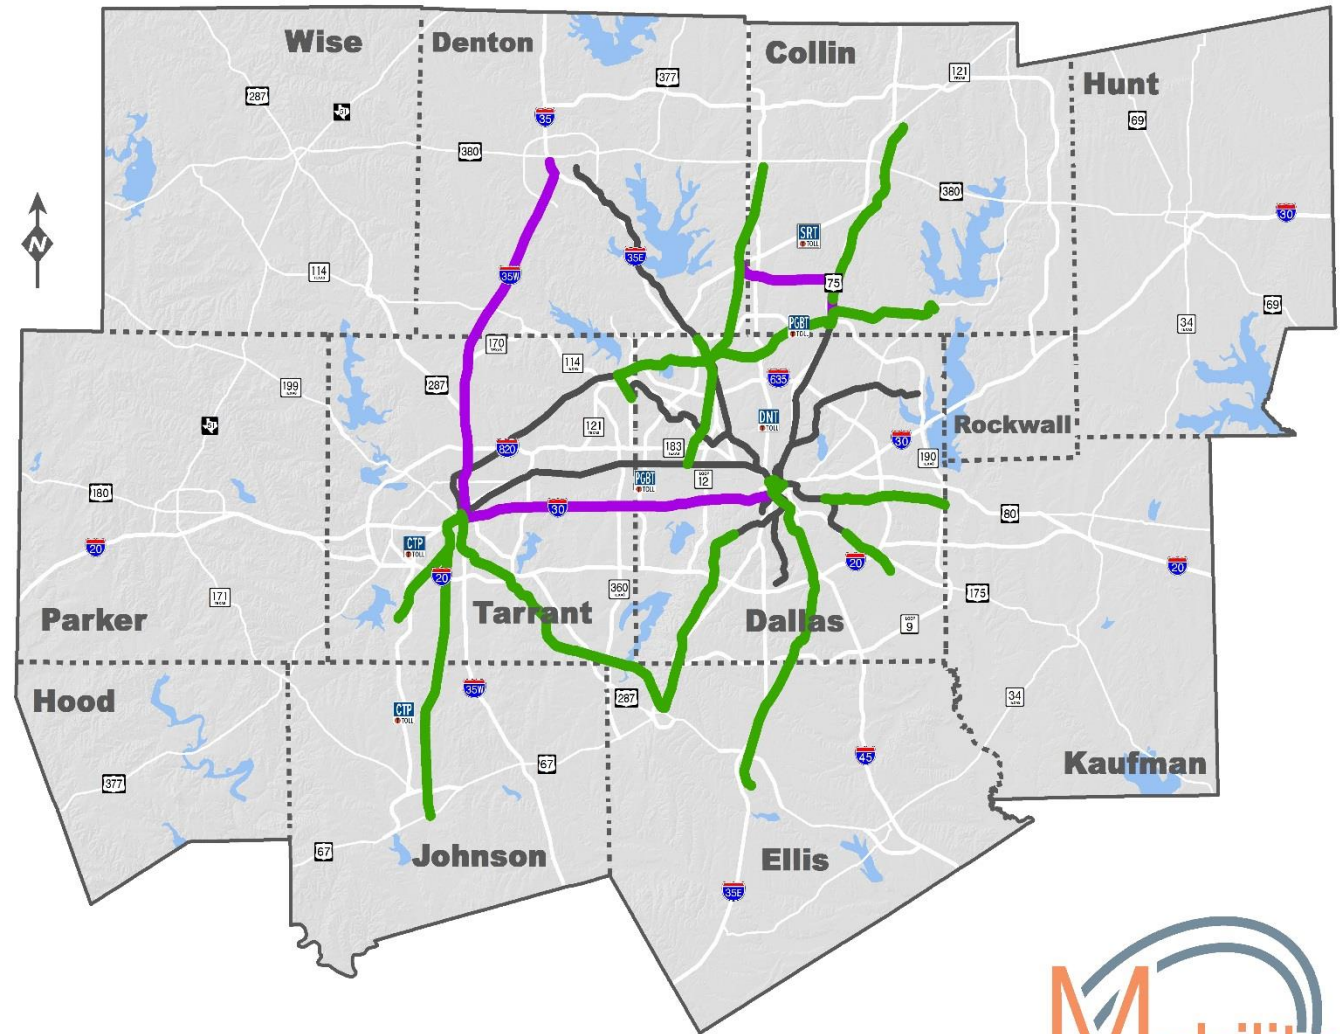 Wise
Denton
Collin
Hunt
287
377
121
35
69
380
380
30
N
SRT
TOLL
35E
114
35W
75
69
PGBT
TOLL
34
170
114
199
287
635
DNT
TOLL
Rockwall
121
820
183
30
190
PGBT
TOLL
LOOP
12
180
30
80
20
CTP
TOLL
20
20
20
171
360
175
Parker
Tarrant
Dallas
LOOP
9
Hood
35W
287
34
CTP
TOLL
377
67
45
Kaufman
67
Johnson
Ellis
35E